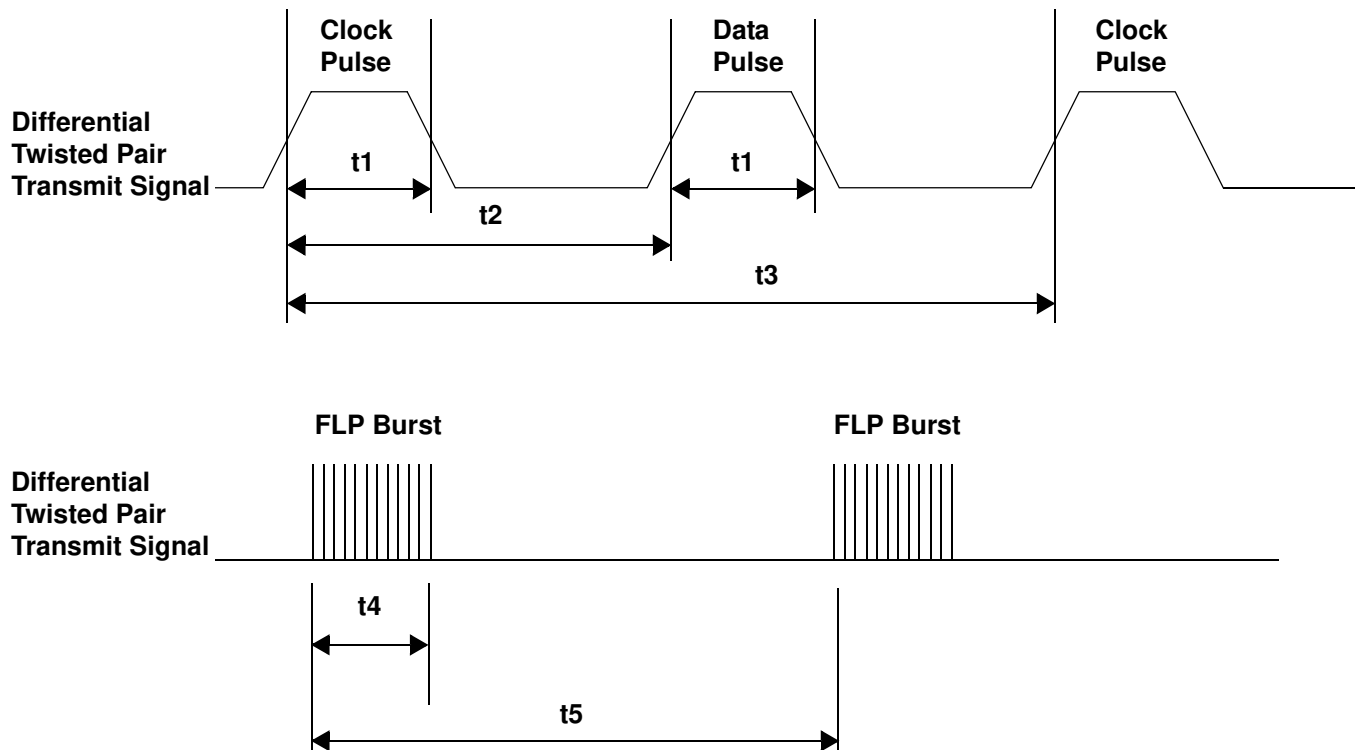 Clock
Pulse
Data
Pulse
Clock
Pulse
Differential
Twisted Pair
Transmit Signal
t1
t1
t2
t3
FLP Burst
FLP Burst
Differential
Twisted Pair
Transmit Signal
t4
t5